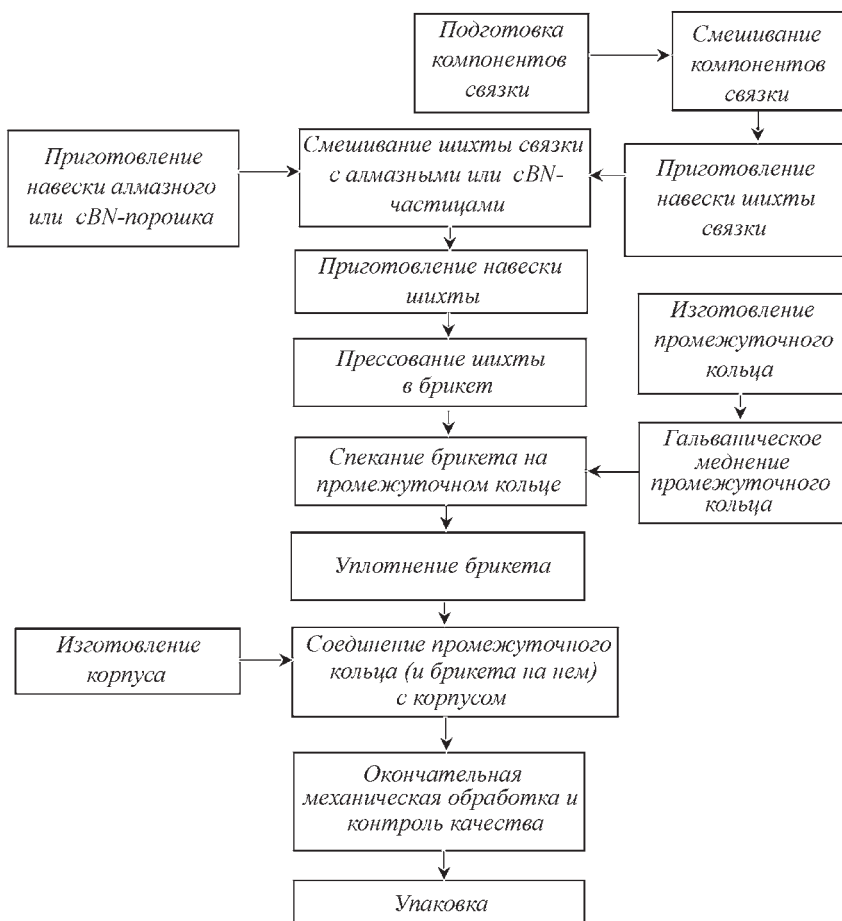 Подготовка
компонентов
связки
Смешивание
компонентов
связки
Приготовление
навески алмазного
или cBN-порошка
Смешивание шихты связки
с алмазными или cBN-
частицами
Приготовление
навески шихты
связки
Приготовление навески
шихты
Изготовление
промежуточного
кольца
Прессование шихты
в брикет
Гальваническое
меднение
промежуточного
кольца
Спекание брикета на
промежуточном кольце
Уплотнение брикета
Изготовление
корпуса
Соединение промежуточного
кольца (и брикета на нем)
с корпусом
Окончательная
механическая обработка и
контроль качества
Упаковка